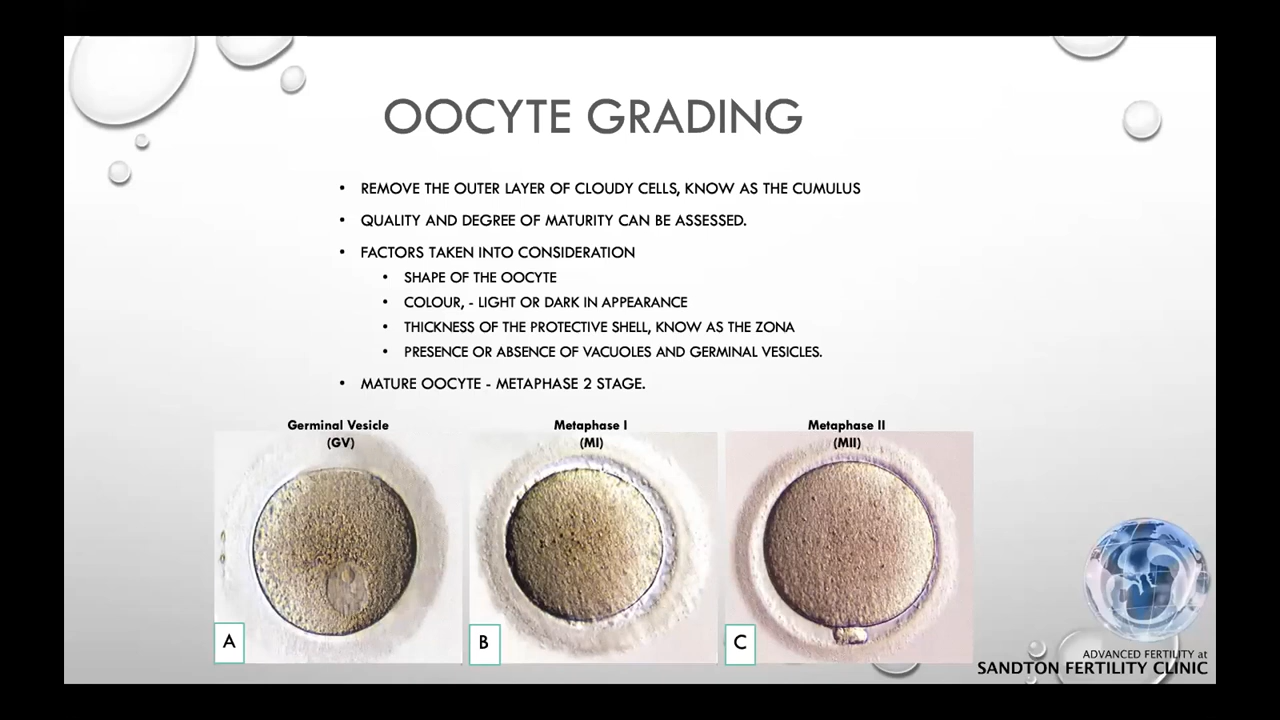 OOCYTE GRADING
• REMOVE THE OUTER LAYER OF CLOUDY CELLS, KNOW AS THE CUMULUS
• QUALITY AND DEGREE OF MATURITY CAN BE ASSESSED.
• FACTORS TAKEN INTO CONSIDERATION
• SHAPE OF THE OOCYTE
• COLOUR, - LIGHT OR DARK IN APPEARANCE
• THICKNESS OF THE PROTECTIVE SHELL, KNOW AS THE ZONA
• PRESENCE OR ABSENCE OF VACUOLES AND GERMINAL VESICLES.
• MATURE OOCYTE - METAPHASE 2 STAGE.
Germinal Vesicle
(GV)
Metaphase I
(MI)
Metaphase II
(MII)
A
B
C
ADVANCED FERTILITY at
SANDTON FERTILITY CLINIC